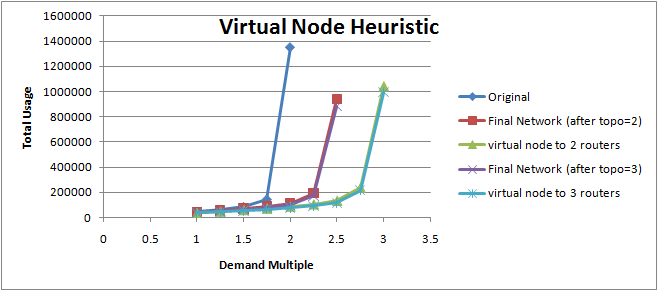 Virtual Node Heuristic
1600000
1400000
1200000
1000000
800000
600000
400000
200000
0
Total Usage
0 0.5 1 1.5 2 2.5 3 3.5
Demand Multiple
Original
Final Network (after topo=2)
virtual node to 2 routers
Final Network (after topo=3)
virtual node to 3 routers